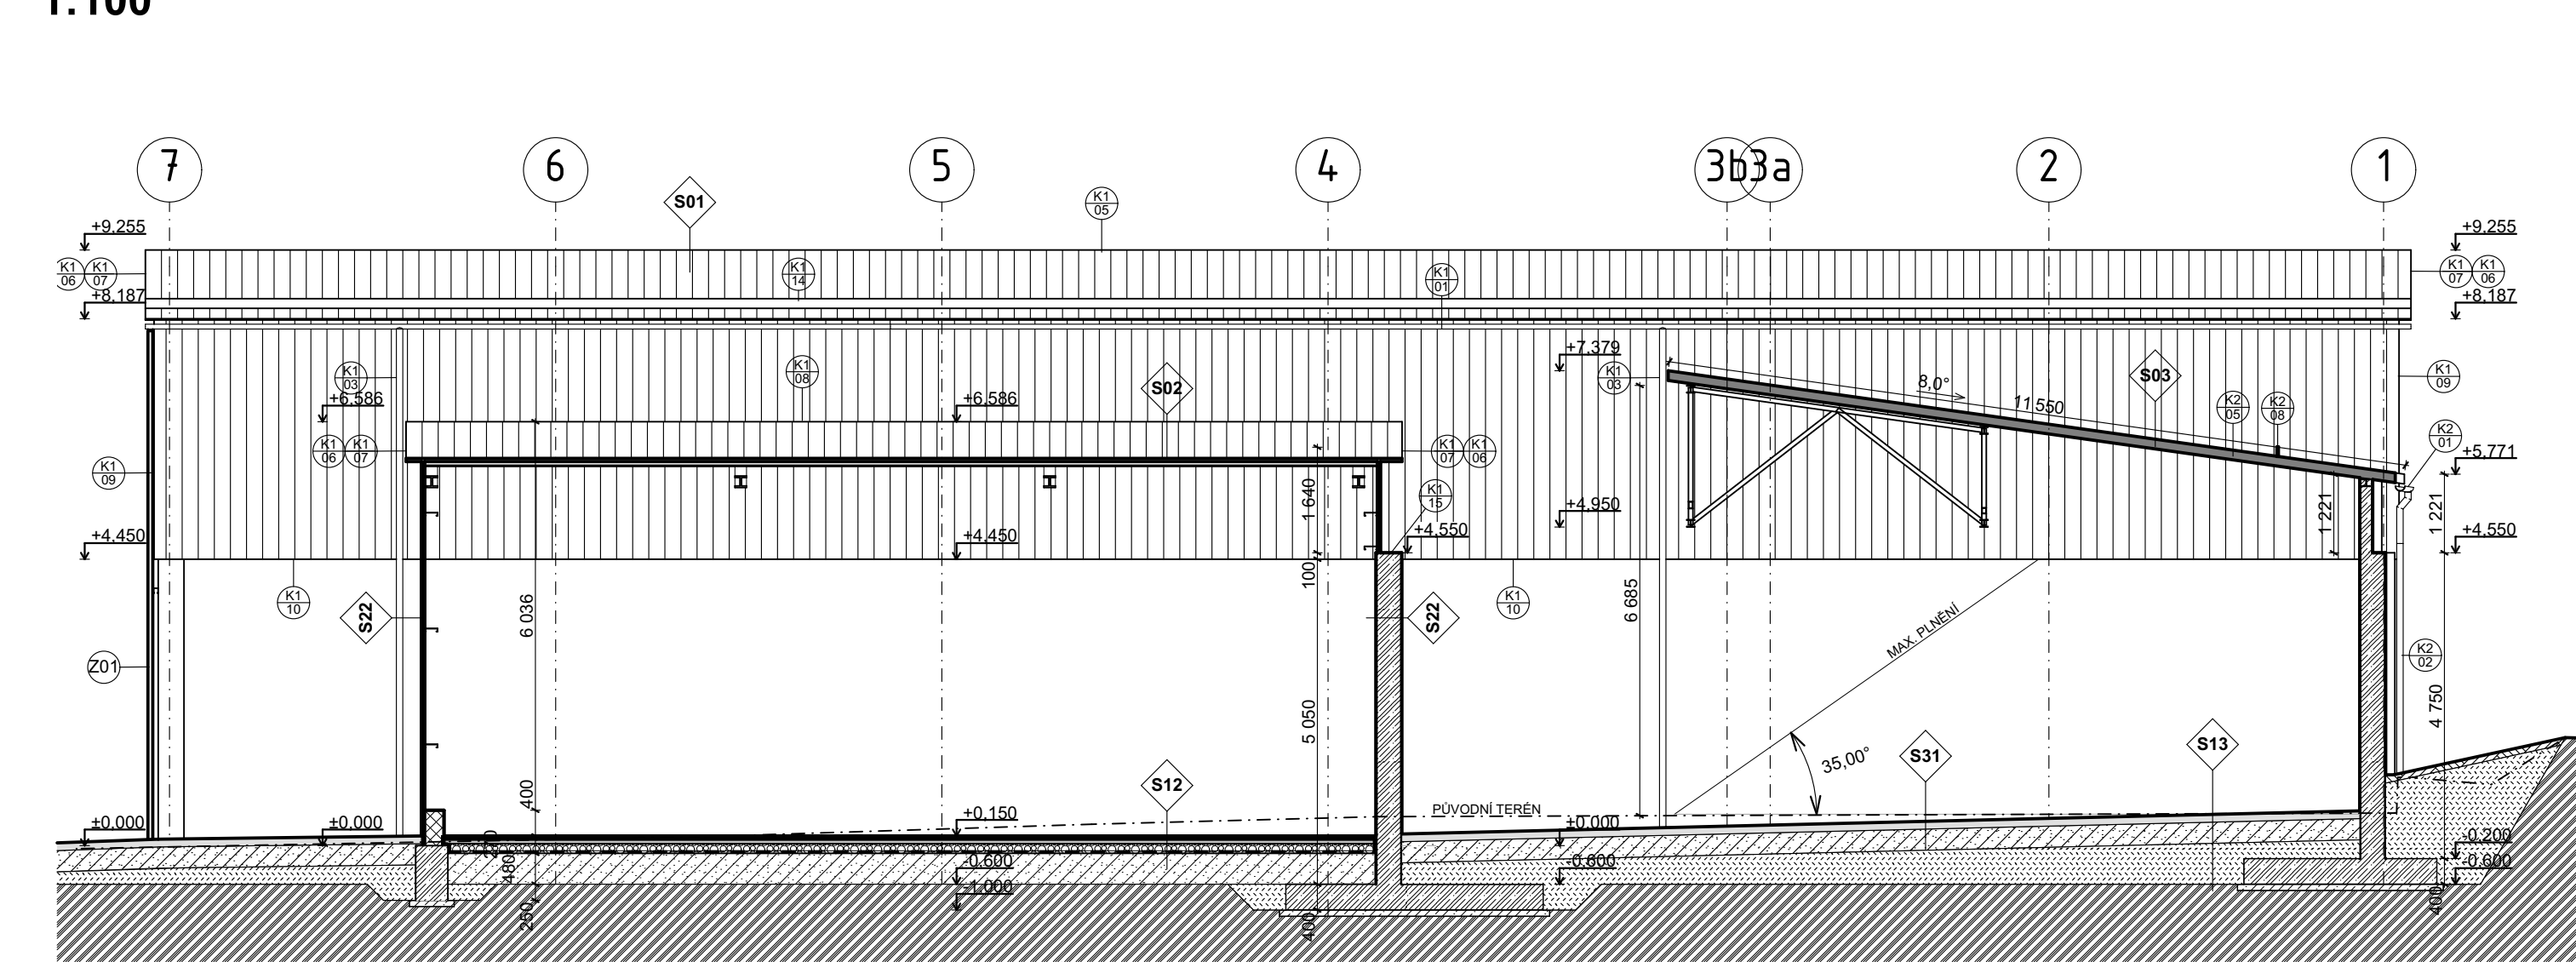 1:100
7 6 5 4 3b 3a 2 1
S01
K1 05
+9,255
+9,255
K1 06 K1 07
K1 14
K1 01
K1 07 K1 06
+8,187
+8,187
+7,379
K1 03
K1 08
S02
K1 03
8,0°
S03
K1 09
+6,586
+6,586
11 550
K2 05
K2 08
K2 01
K1 06 K1 07
K1 07 K1 06
+5,771
K1 09
1 640
K1 15
+4,950
1 221
1 221
+4,450
+4,450
+4,550
+4,550
100
K1 10
6 036
S22
S22
K1 10
6 685
MAX. PLNĚNÍ
Z01
K2 02
5 050
4 750
400
S12
35,00°
S31
S13
±0,000
±0,000
+0,150
PŮVODNÍ TERÉN
±0,000
-0,200
480
-0,600
-0,600
-1,000
250
400
400